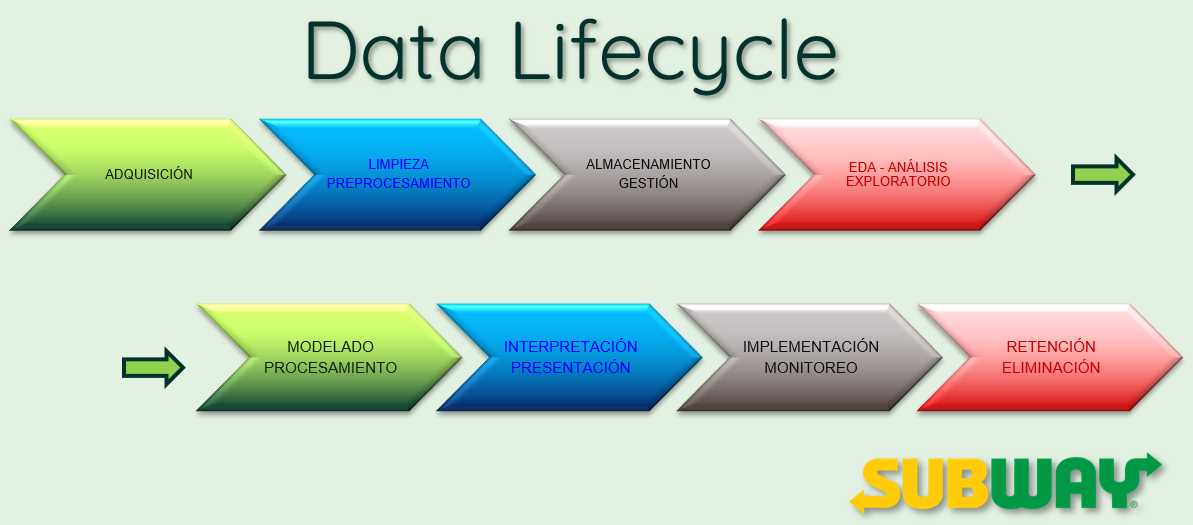 Data Lifecycle
ADQUISICIÓN
LIMPIEZA
PREPROCESAMIENTO
ALMACENAMIENTO
GESTIÓN
EDA - ANÁLISIS
EXPLORATORIO
MODELADO
PROCESAMIENTO
INTERPRETACIÓN
PRESENTACIÓN
IMPLEMENTACIÓN
MONITOREO
RETENCIÓN
ELIMINACIÓN
SUBWAY®